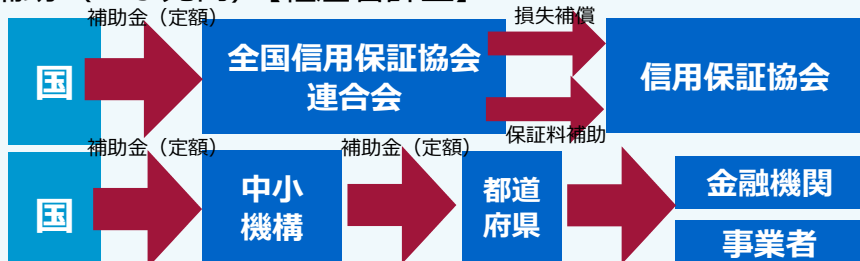 補助金（定額）
損失補償
国
全国信用保証協会
連合会
信用保証協会
保証料補助
補助金（定額）
補助金（定額）
国
中小
機構
都道
府県
金融機関
事業者